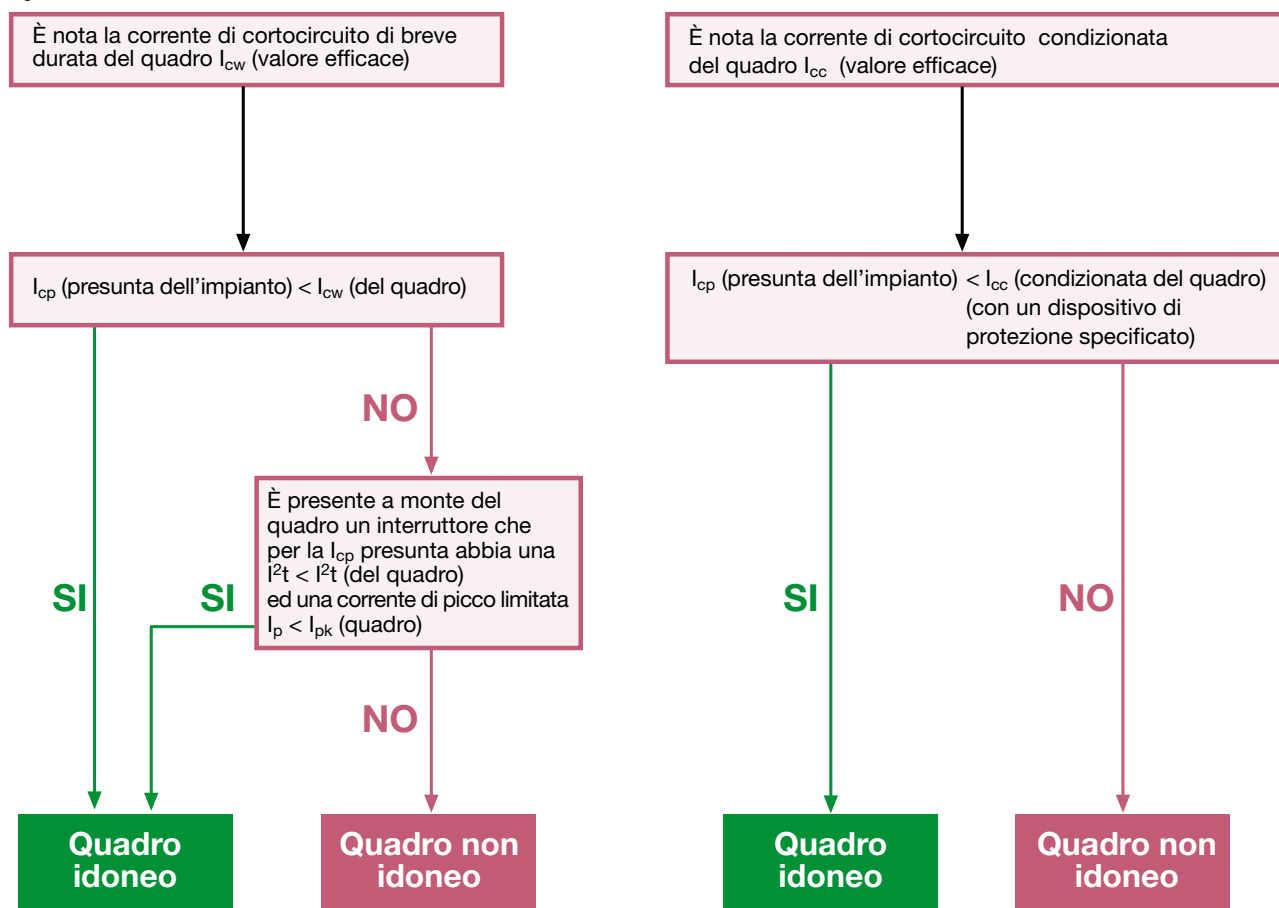 È nota la corrente di cortocircuito di breve
durata del quadro Icw (valore efficace)
Icp (presunta dell'impianto) < Icw (del quadro)
NO
È presente a monte del
quadro un interruttore che
per la Icp presunta abbia una
I²t < I²t (del quadro)
ed una corrente di picco limitata
Ip < Ipk (quadro)
SI
SI
NO
Quadro
idoneo
Quadro non
idoneo
È nota la corrente di cortocircuito condizionata
del quadro Icc (valore efficace)
Icp (presunta dell'impianto) < Icc (condizionata del quadro)
(con un dispositivo di
protezione specificato)
SI
NO
Quadro
idoneo
Quadro non
idoneo